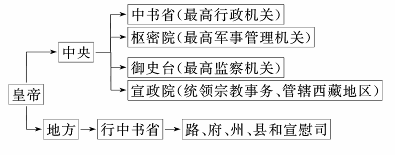 中书省(最高行政机关)
枢密院(最高军事管理机关)
中央
御史台(最高监察机关)
宣政院(统领宗教事务、管辖西藏地区)
皇帝
地方
行中书省
路、府、州、县和宣慰司